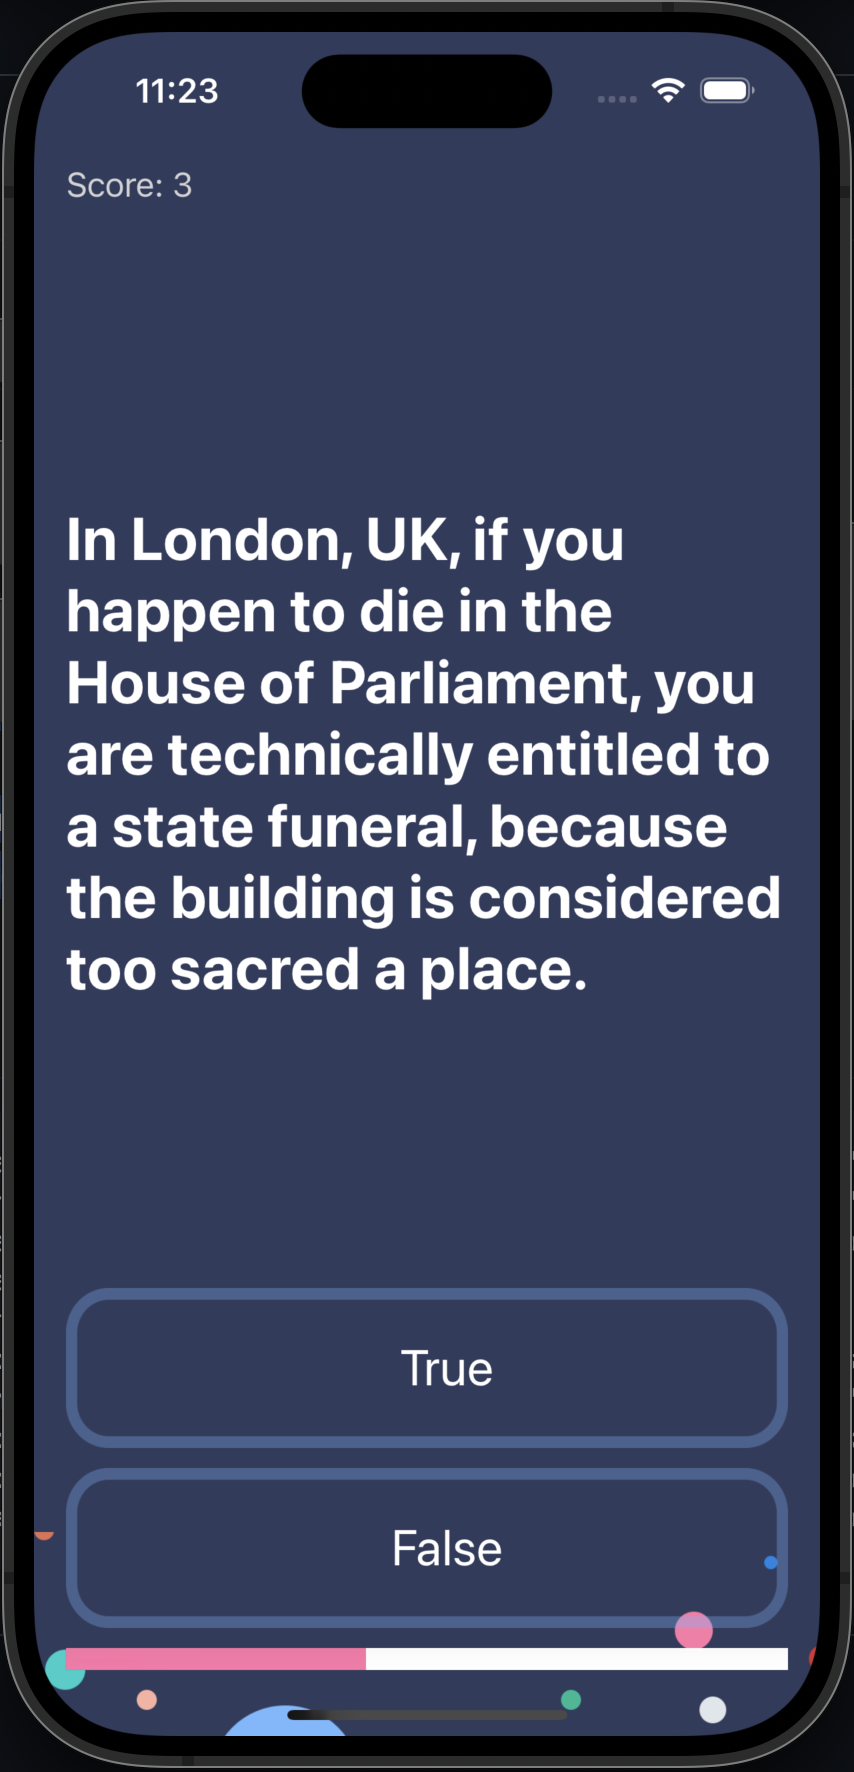 11:23
Score: 3
In London, UK, if you
happen to die in the
House of Parliament, you
are technically entitled to
a state funeral, because
the building is considered
too sacred a place.
True
False